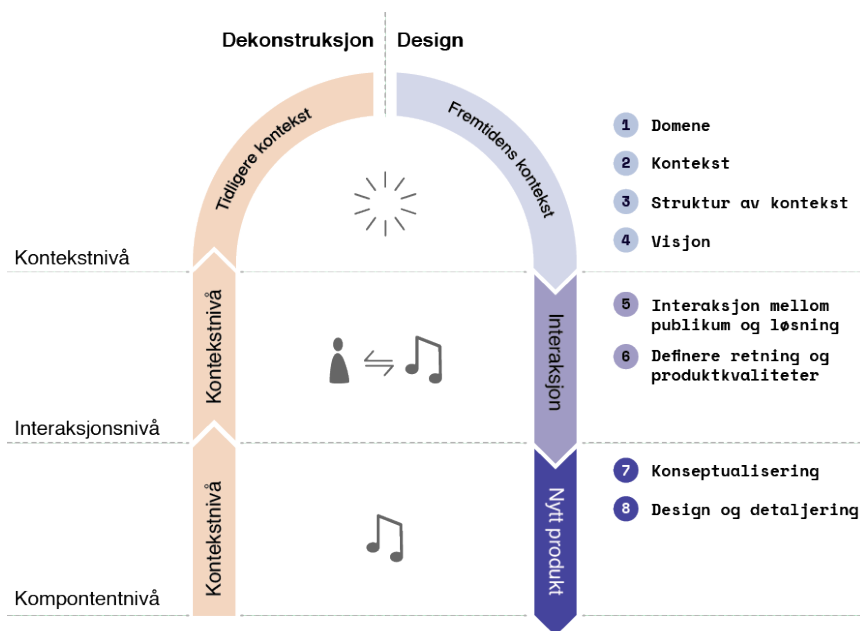 Dekonstruksjon
Design
Tidligere kontekst
Fremtidens kontekst
1 Domene
2 Kontekst
3 Struktur av kontekst
4 Visjon
Kontekstnivå
Kontekstnivå
Interaksjon
5 Interaksjon mellom
publikum og løsning
6 Definere retning og
produktkvaliteter
Interaksjonsnivå
Kontekstnivå
Nytt produkt
7 Konseptualisering
8 Design og detaljering
Kompontentnivå